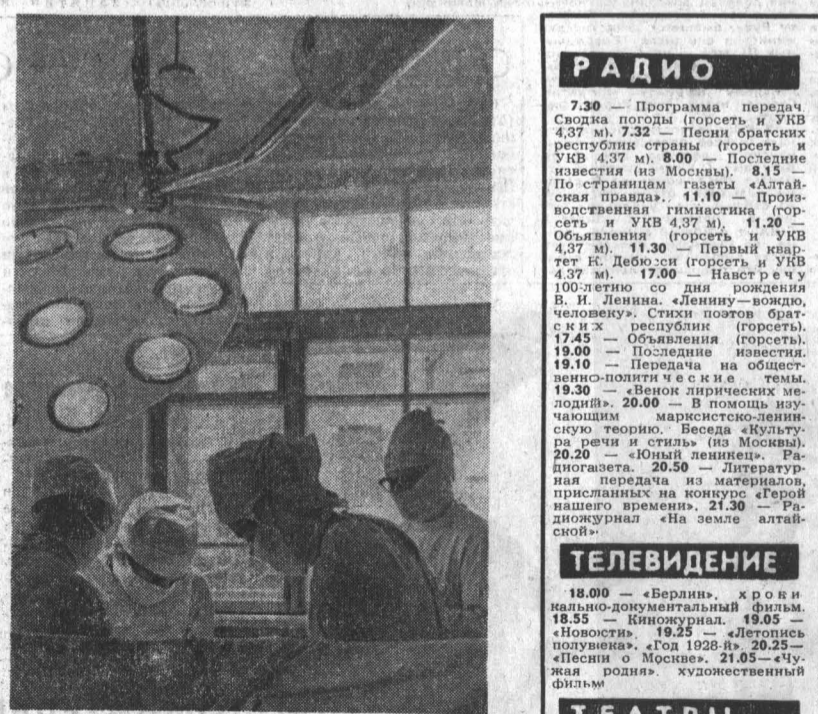 РАДИО
7.30 — Программа передач.
Сводка погоды (горсеть и УКВ
4,37 м). 7.32 — Песни братских
республик страны (горсеть и
УКВ 4,37 м). 8.00 — Последние
известия (из Москвы). 8.15 —
По страницам газеты «Алтай-
ская правда». 11.10 — Произ-
водственная гимнастика (гор-
сеть и УКВ 4,37 м). 11.20 —
Объявления (горсеть и УКВ
4,37 м). 11.30 — Первый квар-
тет К. Дебюсси (горсеть и УКВ
4.37 м). 17.00 — Навстречу
100-летию со дня рождения
В. И. Ленина. «Ленину—вождю,
человеку». Стихи поэтов брат-
ских республик (горсеть).
17.45 — Объявления (горсеть).
19.00 — Последние известия.
19.10 — Передача на общест-
венно-политические темы.
19.30 — «Венок лирических ме-
лодий». 20.00 — В помощь изу-
чающим марксистско-ленин-
скую теорию. Беседа «Культу-
ра речи и стиль» (из Москвы).
20.20 — «Юный ленинец». Ра-
диогазета. 20.50 — Литератур-
ная передача из материалов,
присланных на конкурс «Герой
нашего времени». 21.30 — Ра-
диожурнал «На земле алтай-
ской».
ТЕЛЕВИДЕНИЕ
18.00 — «Берлин», хрони
кально-документальный фильм.
18.55 — Киножурнал. 19.05 —
«Новости». 19.25 — «Летопись
полувека». «Год 1928-й». 20.25—
«Песни о Москве». 21.05—«Чу-
жая родня». художественный
фильм
ТЕАТРЫ